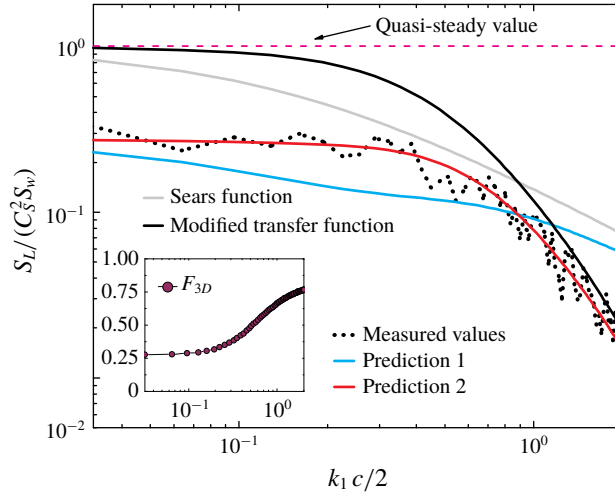 Quasi-steady value
10^0
S_L/(C_S^2 S_w)
Sears function
Modified transfer function
10^{-1}
1.00
F_{3D}
0.75
0.50
0.25
0
10^{-1}
10^0
Measured values
Prediction 1
Prediction 2
10^{-2}
10^{-1}
10^0
k_1 c/2